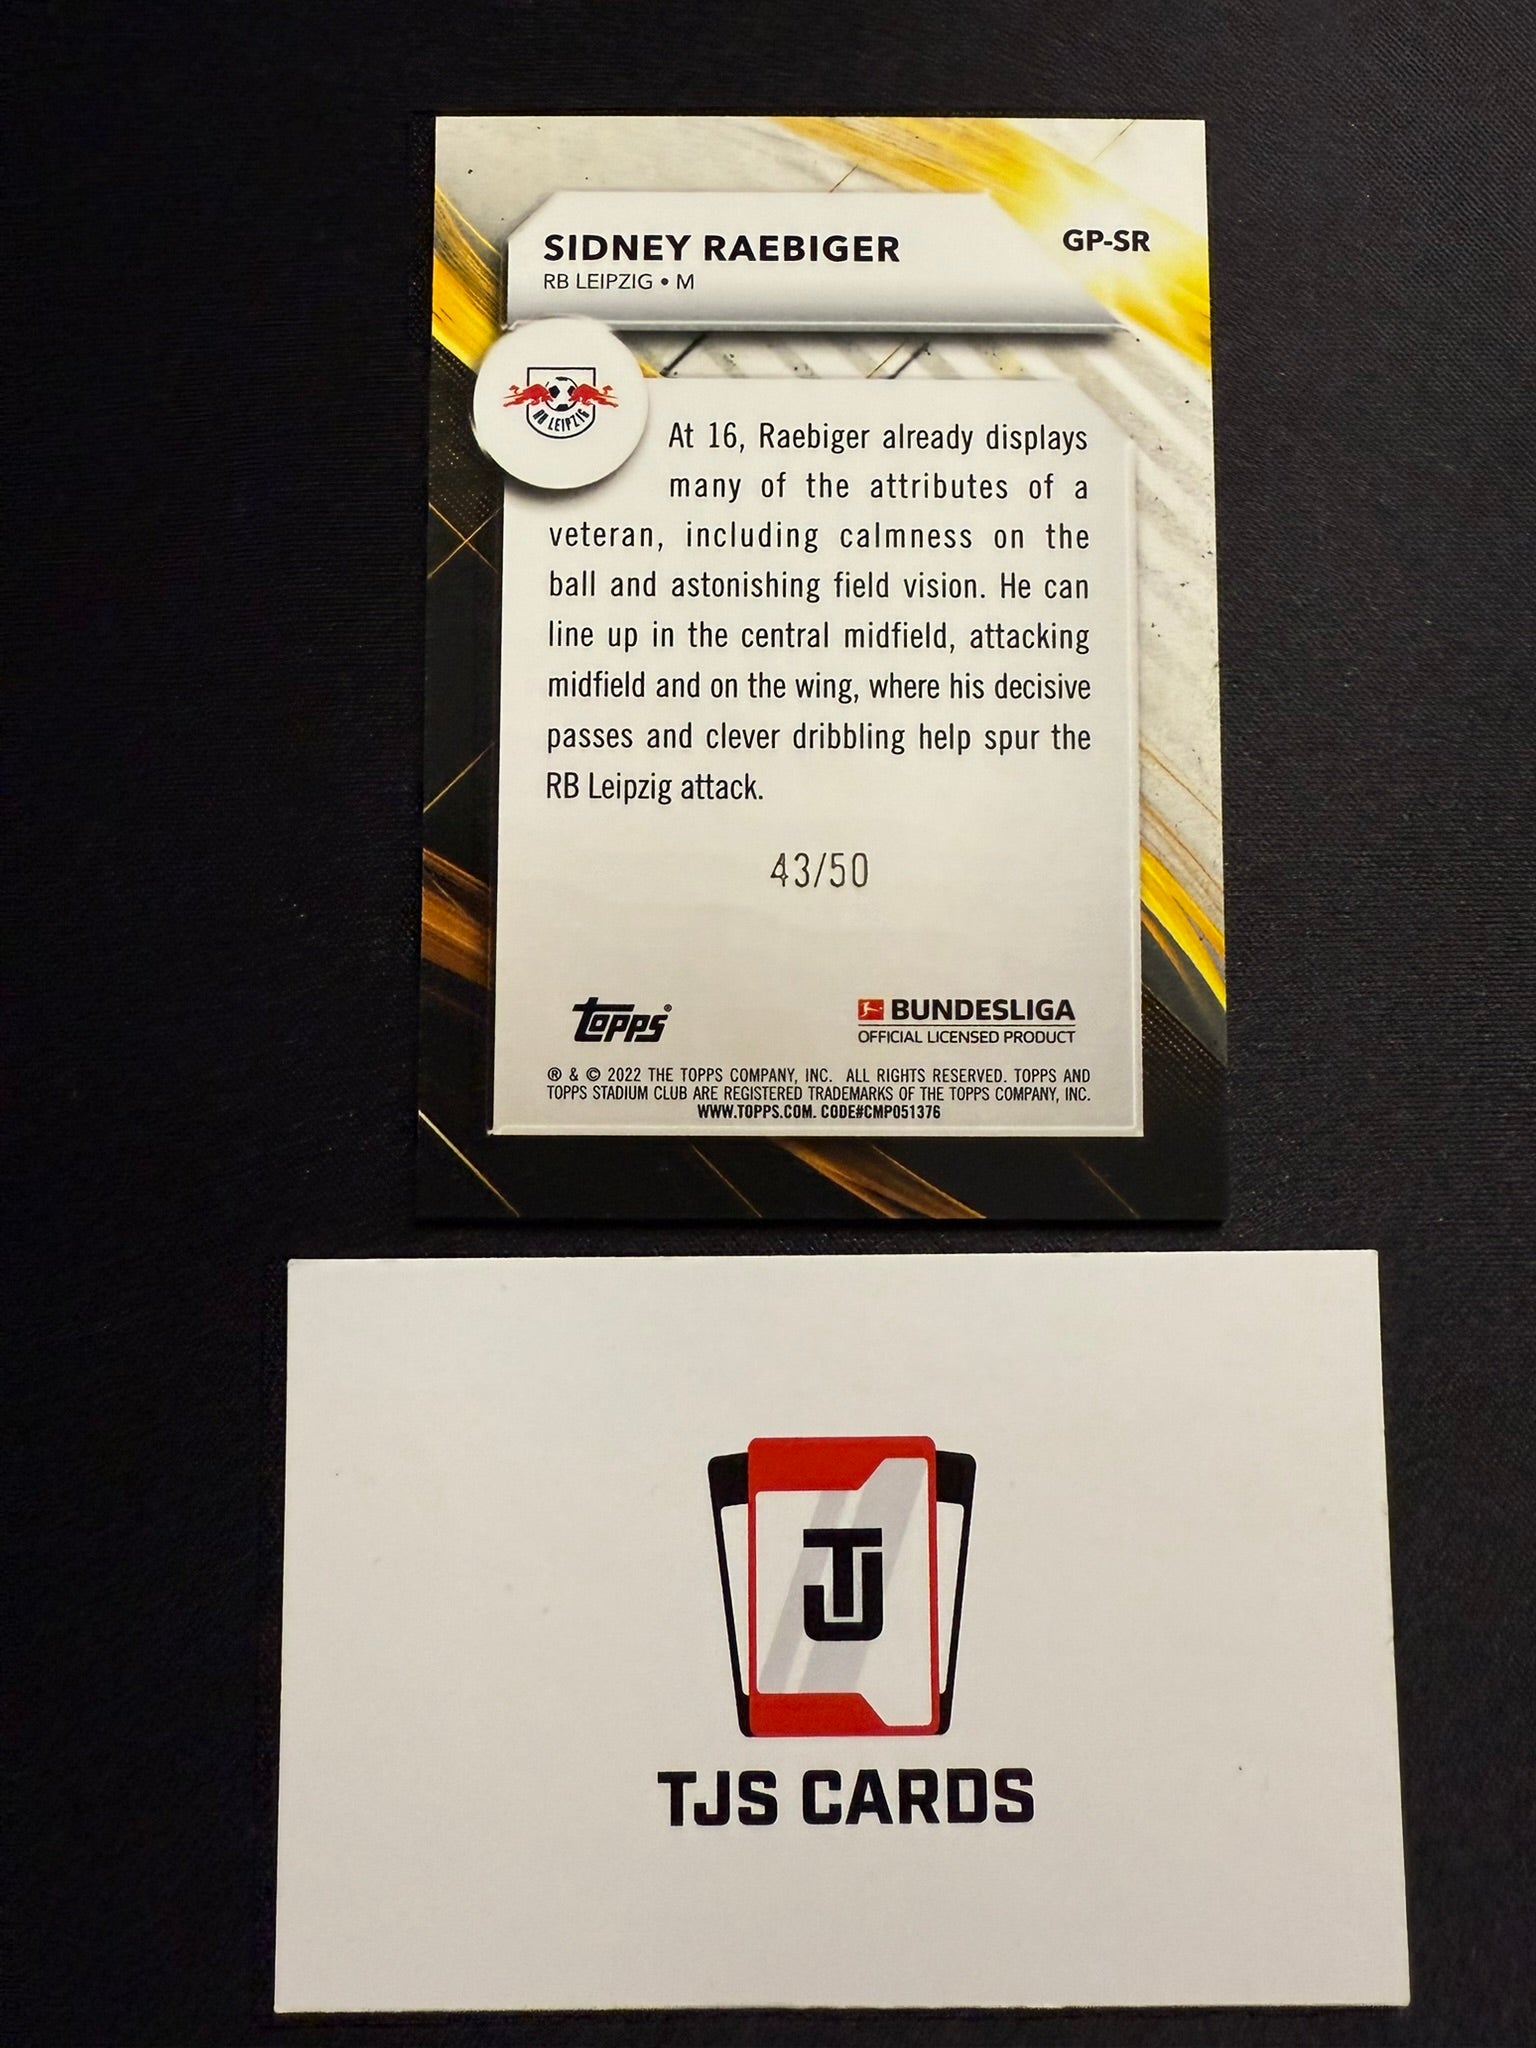 SIDNEY RAEBIGER
GP-SR
RB LEIPZIG • M
RB LEIPZIG
At 16, Raebiger already displays
many of the attributes of a
veteran, including calmness on the
ball and astonishing field vision. He can
line up in the central midfield, attacking
midfield and on the wing, where his decisive
passes and clever dribbling help spur the
RB Leipzig attack.
43/50
Topps®
BUNDESLIGA
OFFICIAL LICENSED PRODUCT
® & © 2022 THE TOPPS COMPANY, INC. ALL RIGHTS RESERVED. TOPPS AND
TOPPS STADIUM CLUB ARE REGISTERED TRADEMARKS OF THE TOPPS COMPANY, INC.
WWW.TOPPS.COM. CODE#CMP051376
TJ
TJS CARDS